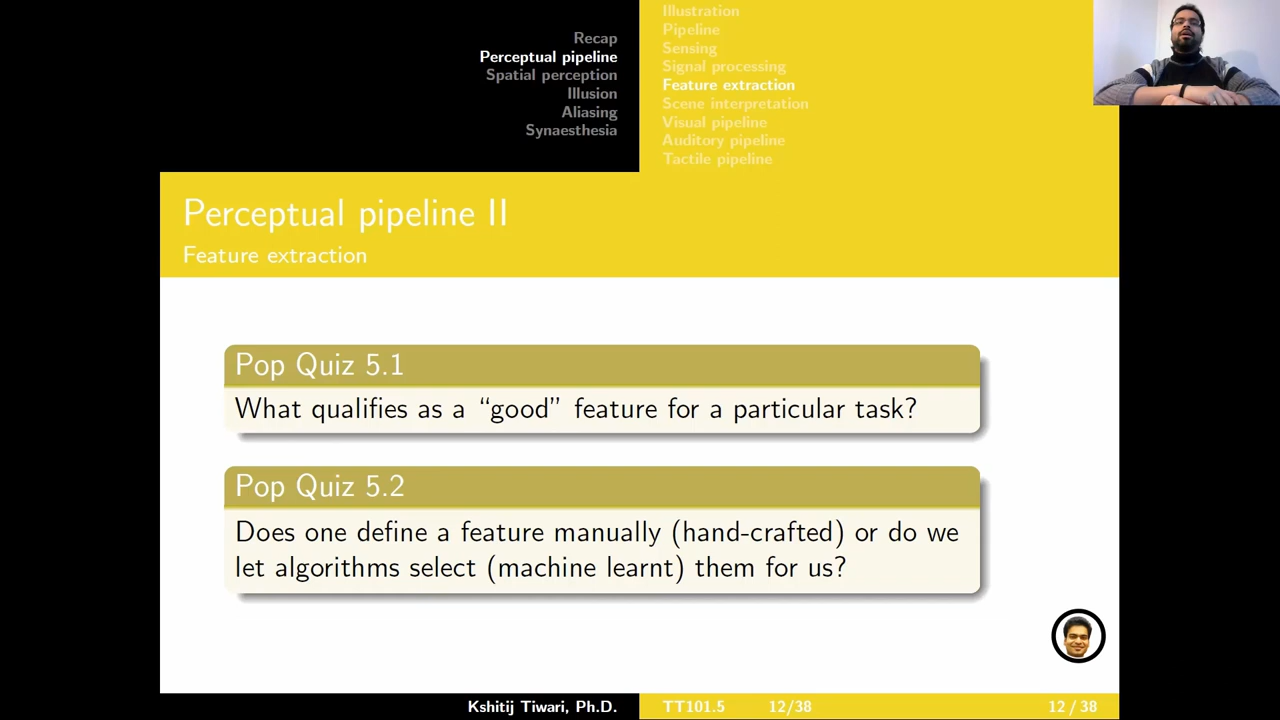 Recap
Perceptual pipeline
Spatial perception
Illusion
Aliasing
Synaesthesia
Illustration
Pipeline
Sensing
Signal processing
Feature extraction
Scene interpretation
Visual pipeline
Auditory pipeline
Tactile pipeline
Perceptual pipeline II
Feature extraction
Pop Quiz 5.1
What qualifies as a “good” feature for a particular task?
Pop Quiz 5.2
Does one define a feature manually (hand-crafted) or do we
let algorithms select (machine learnt) them for us?
Kshitij Tiwari, Ph.D. TT101.5 12/38 12 / 38